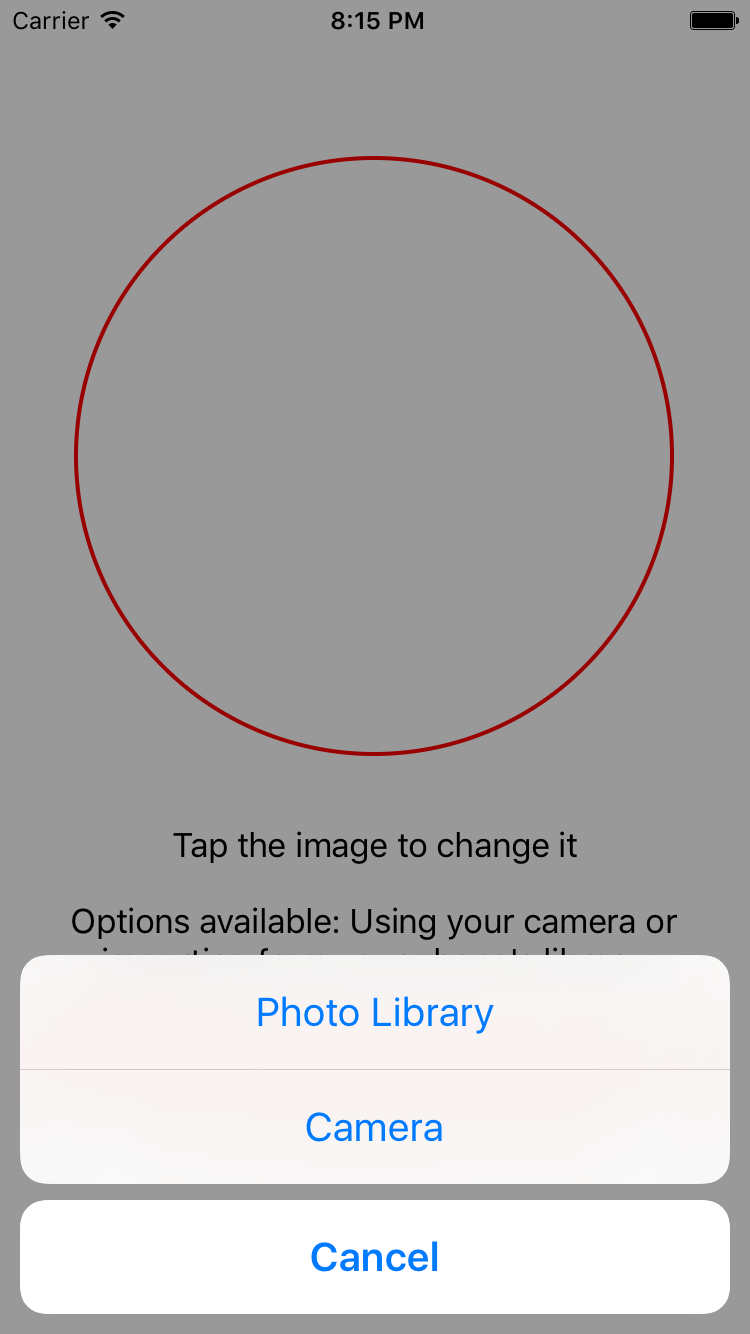 Carrier
8:15 PM
Tap the image to change it
Options available: Using your camera or
Photo Library
Camera
Cancel